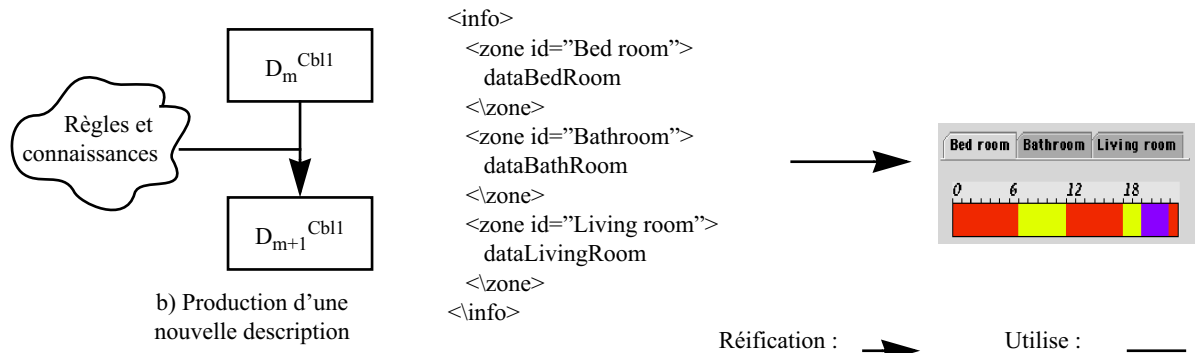 D_m^Cbl1
Règles et
connaissances
D_m+1^Cbl1
b) Production d’une
nouvelle description
<info>
<zone id=”Bed room”>
dataBedRoom
<\zone>
<zone id=”Bathroom”>
dataBathRoom
<\zone>
<zone id=”Living room”>
dataLivingRoom
<\zone>
<\info>
Bed room Bathroom Living room
0 6 12 18
Réification : Utilise :